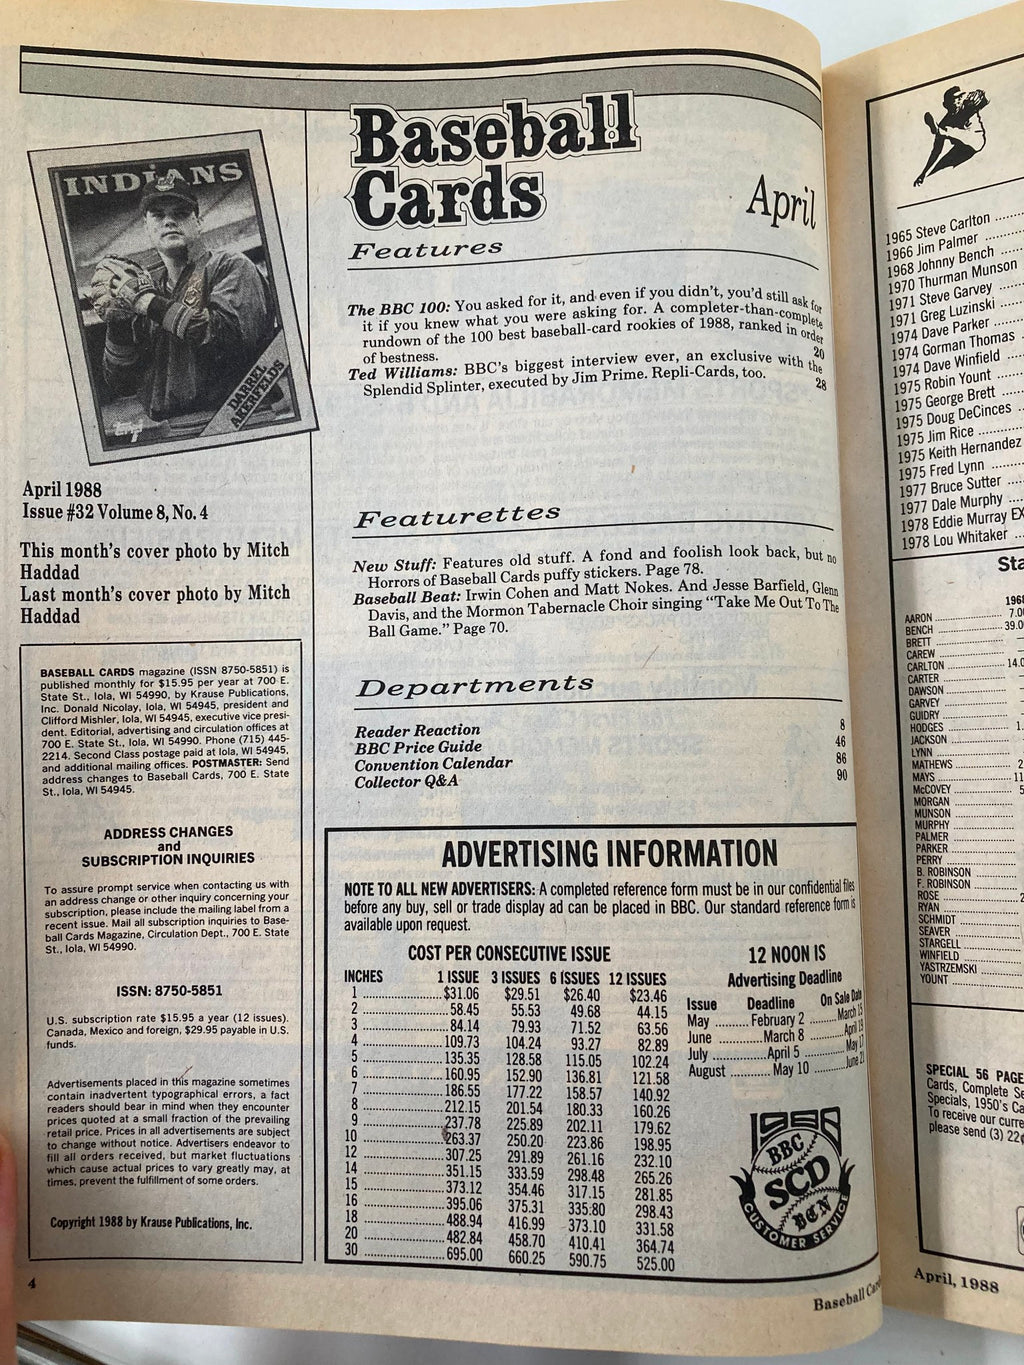 INDIANS
DARREL
AKERFELDS
Topps
April 1988
Issue #32 Volume 8, No. 4
This month's cover photo by Mitch
Haddad
Last month's cover photo by Mitch
Haddad
BASEBALL CARDS magazine (ISSN 8750-5851) is
published monthly for $15.95 per year at 700 E.
State St., Iola, WI 54990, by Krause Publications,
Inc. Donald Nicolay, Iola, WI 54945, president and
Clifford Mishler, Iola, WI 54945, executive vice presi-
dent. Editorial, advertising and circulation offices at
700 E. State St., Iola, WI 54990. Phone (715) 445-
2214. Second Class postage paid at Iola, WI 54945,
and additional mailing offices. POSTMASTER: Send
address changes to Baseball Cards, 700 E. State
St., Iola, WI 54945.
ADDRESS CHANGES
and
SUBSCRIPTION INQUIRIES
To assure prompt service when contacting us with
an address change or other inquiry concerning your
subscription, please include the mailing label from a
recent issue. Mail all subscription inquiries to Base-
ball Cards Magazine, Circulation Dept., 700 E. State
St., Iola, WI 54990.
ISSN: 8750-5851
U.S. subscription rate $15.95 a year (12 issues).
Canada, Mexico and foreign, $29.95 payable in U.S.
funds.
Advertisements placed in this magazine sometimes
contain inadvertent typographical errors, a fact
readers should bear in mind when they encounter
prices quoted at a small fraction of the prevailing
retail price. Prices in all advertisements are subject
to change without notice. Advertisers endeavor to
fill all orders received, but market fluctuations
which cause actual prices to vary greatly may, at
times, prevent the fulfillment of some orders.
Copyright 1988 by Krause Publications, Inc.
4
Baseball
Cards
April
Features
The BBC 100: You asked for it, and even if you didn't, you'd still ask for
it if you knew what you were asking for. A completer-than-complete
rundown of the 100 best baseball-card rookies of 1988, ranked in order
of bestness. 20
Ted Williams: BBC's biggest interview ever, an exclusive with the
Splendid Splinter, executed by Jim Prime. Repli-Cards, too. 28
Featurettes
New Stuff: Features old stuff. A fond and foolish look back, but no
Horrors of Baseball Cards puffy stickers. Page 78.
Baseball Beat: Irwin Cohen and Matt Nokes. And Jesse Barfield, Glenn
Davis, and the Mormon Tabernacle Choir singing "Take Me Out To The
Ball Game." Page 70.
Departments
Reader Reaction 8
BBC Price Guide 46
Convention Calendar 86
Collector Q&A 90
ADVERTISING INFORMATION
NOTE TO ALL NEW ADVERTISERS: A completed reference form must be in our confidential files
before any buy, sell or trade display ad can be placed in BBC. Our standard reference form is
available upon request.
COST PER CONSECUTIVE ISSUE
INCHES 1 ISSUE 3 ISSUES 6 ISSUES 12 ISSUES
1 ........ $31.06 $29.51 $26.40 $23.46
2 ........ 58.45 55.53 49.68 44.15
3 ........ 84.14 79.93 71.52 63.56
4 ........ 109.73 104.24 93.27 82.89
5 ........ 135.35 128.58 115.05 102.24
6 ........ 160.95 152.90 136.81 121.58
7 ........ 186.55 177.22 158.57 140.92
8 ........ 212.15 201.54 180.33 160.26
9 ........ 237.78 225.89 202.11 179.62
10 ........ 263.37 250.20 223.86 198.95
12 ........ 307.25 291.89 261.16 232.10
14 ........ 351.15 333.59 298.48 265.26
15 ........ 373.12 354.46 317.15 281.85
16 ........ 395.06 375.31 335.80 298.43
18 ........ 488.94 416.99 373.10 331.58
20 ........ 482.84 458.70 410.41 364.74
30 ........ 695.00 660.25 590.75 525.00
12 NOON IS
Advertising Deadline
Issue Deadline On Sale Date
May ........ February 2 ........ March 15
June ........ March 8 ........ April 19
July ........ April 5 ........ May 17
August ........ May 10 ........ June 21
1988
BBC
SCD
BCN
CUSTOMER SERVICE
Baseball
1965 Steve Carlton
1966 Jim Palmer
1968 Johnny Bench
1970 Thurman Munson
1971 Steve Garvey
1971 Greg Luzinski
1974 Dave Parker
1974 Gorman Thomas
1974 Dave Winfield
1975 Robin Yount
1975 George Brett
1975 Doug DeCinces
1975 Jim Rice
1975 Keith Hernandez
1975 Fred Lynn
1977 Bruce Sutter
1977 Dale Murphy
1978 Eddie Murray EX
1978 Lou Whitaker
AARON
BENCH
BRETT
CAREW
CARLTON
CARTER
DAWSON
GARVEY
GUIDRY
HODGES
JACKSON
LYNN
MATHEWS
MAYS
McCOVEY
MORGAN
MUNSON
MURPHY
PALMER
PARKER
PERRY
B. ROBINSON
F. ROBINSON
ROSE
RYAN
SCHMIDT
SEAVER
STARGELL
WINFIELD
YASTRZEMSKI
YOUNT
SPECIAL 56 PAGE
Cards, Complete
Specials, 1950's
To receive our
please send (3)
April, 1988